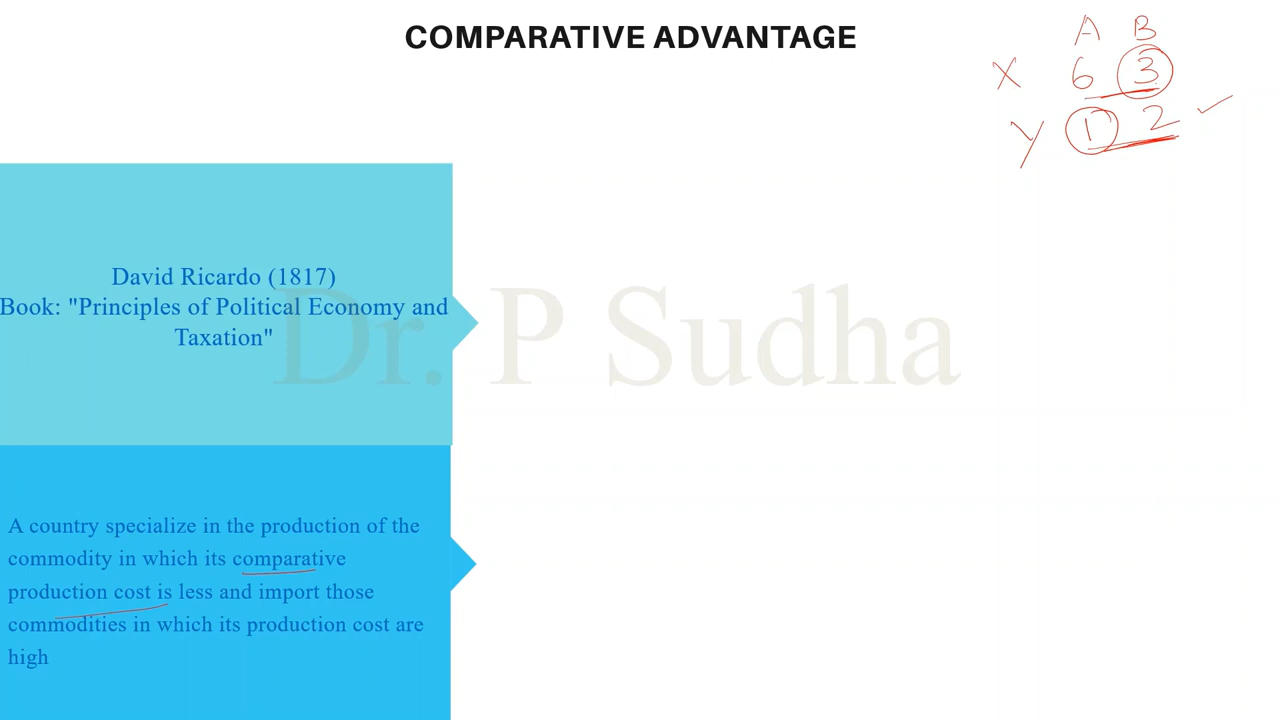 COMPARATIVE ADVANTAGE
A B
X 6 3
y 1 2
David Ricardo (1817)
Book: "Principles of Political Economy and
Taxation"
Dr. P Sudha
A country specialize in the production of the
commodity in which its comparative
production cost is less and import those
commodities in which its production cost are
high